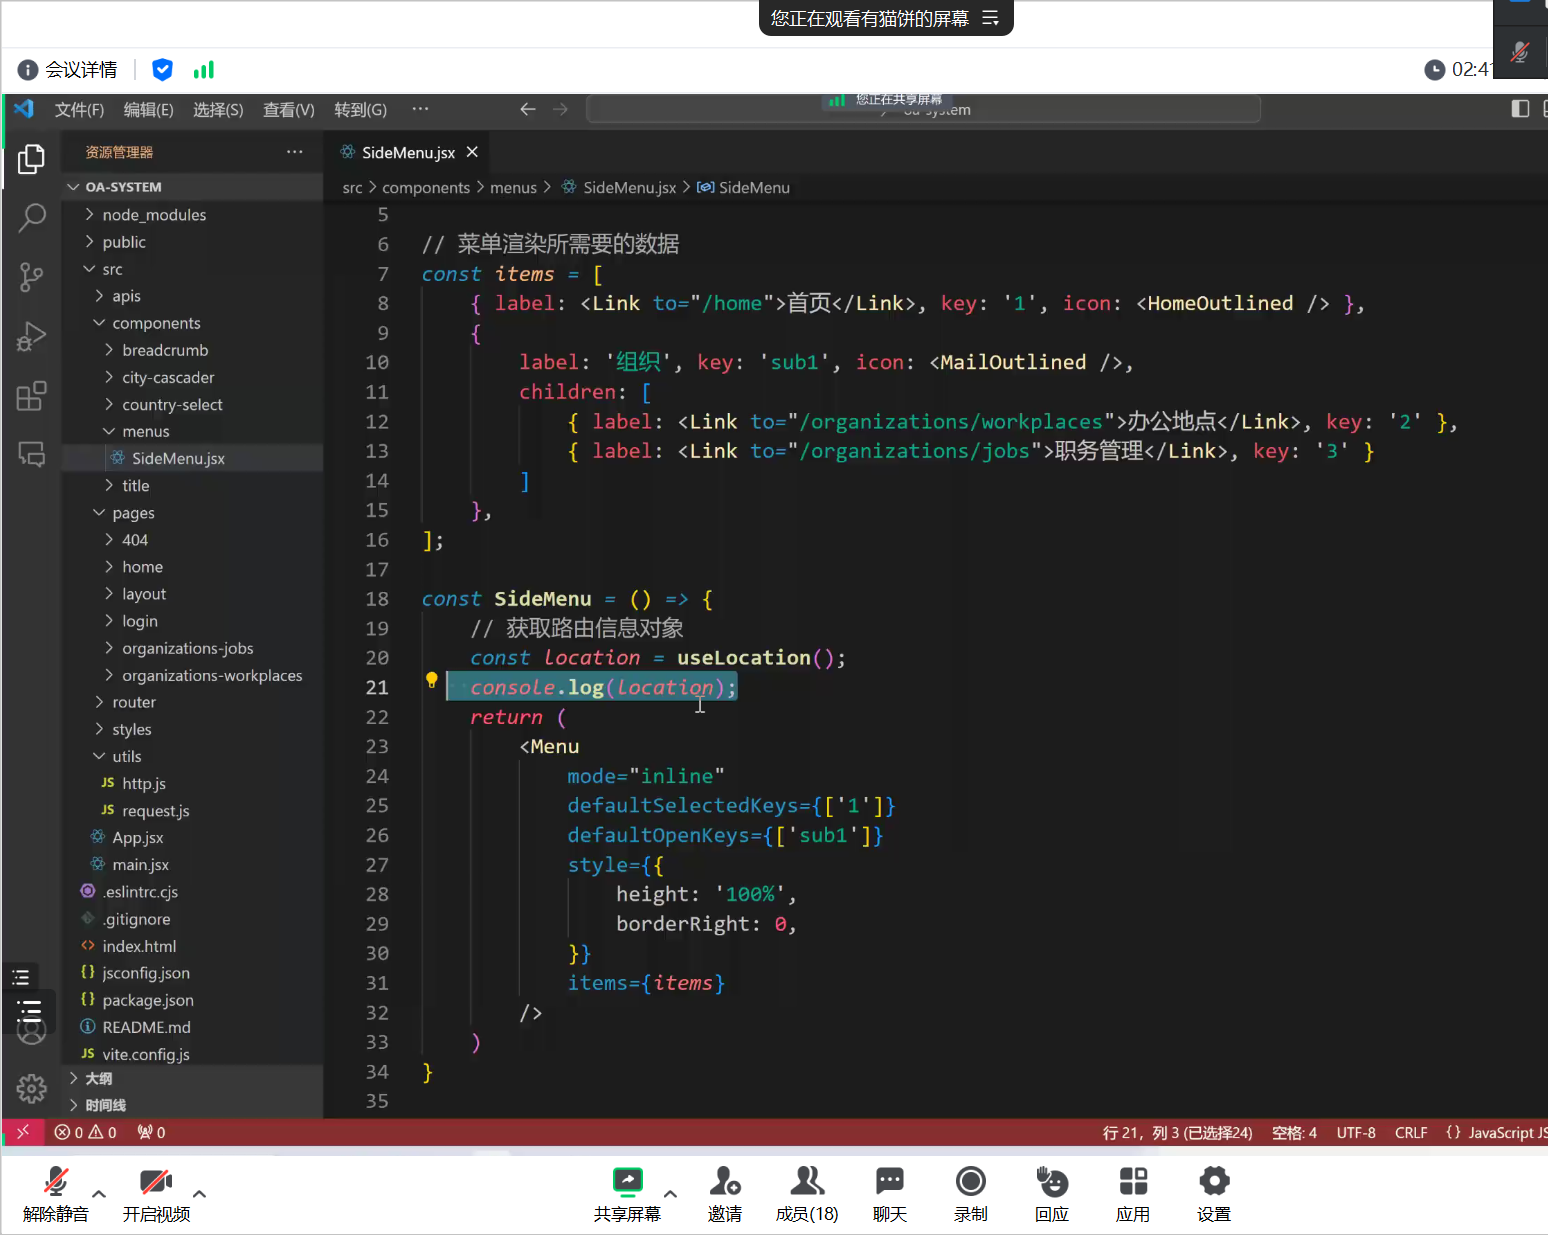 您正在观看有猫饼的屏幕
会议详情
02:41
文件(F) 编辑(E) 选择(S) 查看(V) 转到(G) ···
您正在共享屏幕
oa-system
资源管理器 ···
OA-SYSTEM
node_modules
public
src
apis
components
breadcrumb
city-cascader
country-select
menus
SideMenu.jsx
title
pages
404
home
layout
login
organizations-jobs
organizations-workplaces
router
styles
utils
JS http.js
JS request.js
App.jsx
main.jsx
.eslintrc.cjs
.gitignore
<> index.html
{} jsconfig.json
{} package.json
README.md
JS vite.config.js
大纲
时间线
SideMenu.jsx ×
src > components > menus > SideMenu.jsx > SideMenu
5
6 // 菜单渲染所需要的数据
7 const items = [
8 { label: <Link to="/home">首页</Link>, key: '1', icon: <HomeOutlined /> },
9 {
10 label: '组织', key: 'sub1', icon: <MailOutlined />,
11 children: [
12 { label: <Link to="/organizations/workplaces">办公地点</Link>, key: '2' },
13 { label: <Link to="/organizations/jobs">职务管理</Link>, key: '3' }
14 ]
15 },
16 ];
17
18 const SideMenu = () => {
19 // 获取路由信息对象
20 const location = useLocation();
21 console.log(location);
22 return (
23 <Menu
24 mode="inline"
25 defaultSelectedKeys={['1']}
26 defaultOpenKeys={['sub1']}
27 style={{
28 height: '100%',
29 borderRight: 0,
30 }}
31 items={items}
32 />
33 )
34 }
35
0 0 0
行 21，列 3 (已选择24) 空格: 4 UTF-8 CRLF {} JavaScript JS
解除静音 开启视频 共享屏幕 邀请 成员(18) 聊天 录制 回应 应用 设置